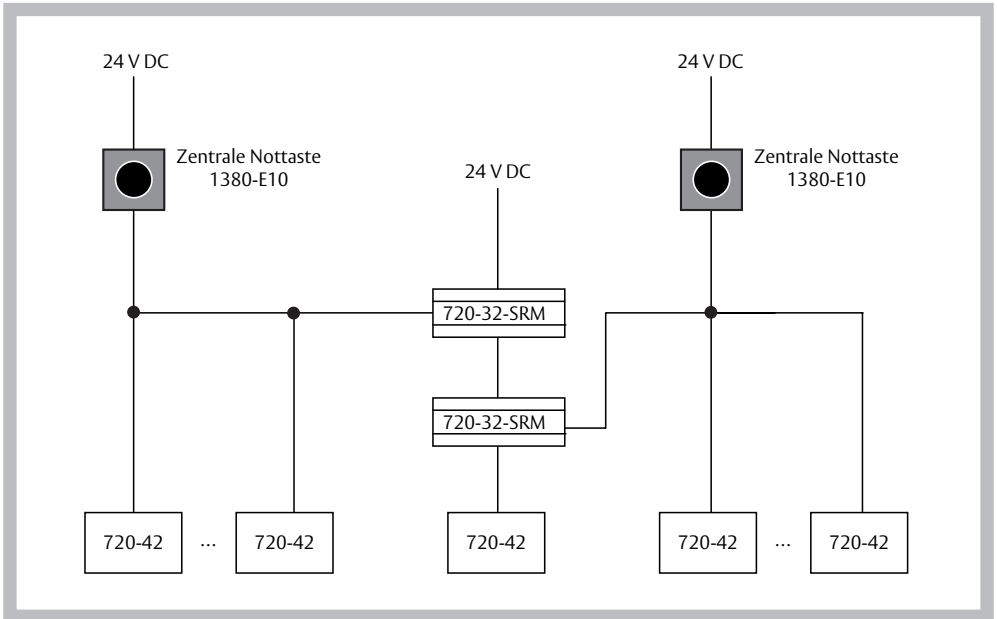 24 V DC
24 V DC
Zentrale Nottaste
1380-E10
24 V DC
Zentrale Nottaste
1380-E10
720-32-SRM
720-32-SRM
720-42
...
720-42
720-42
720-42
...
720-42